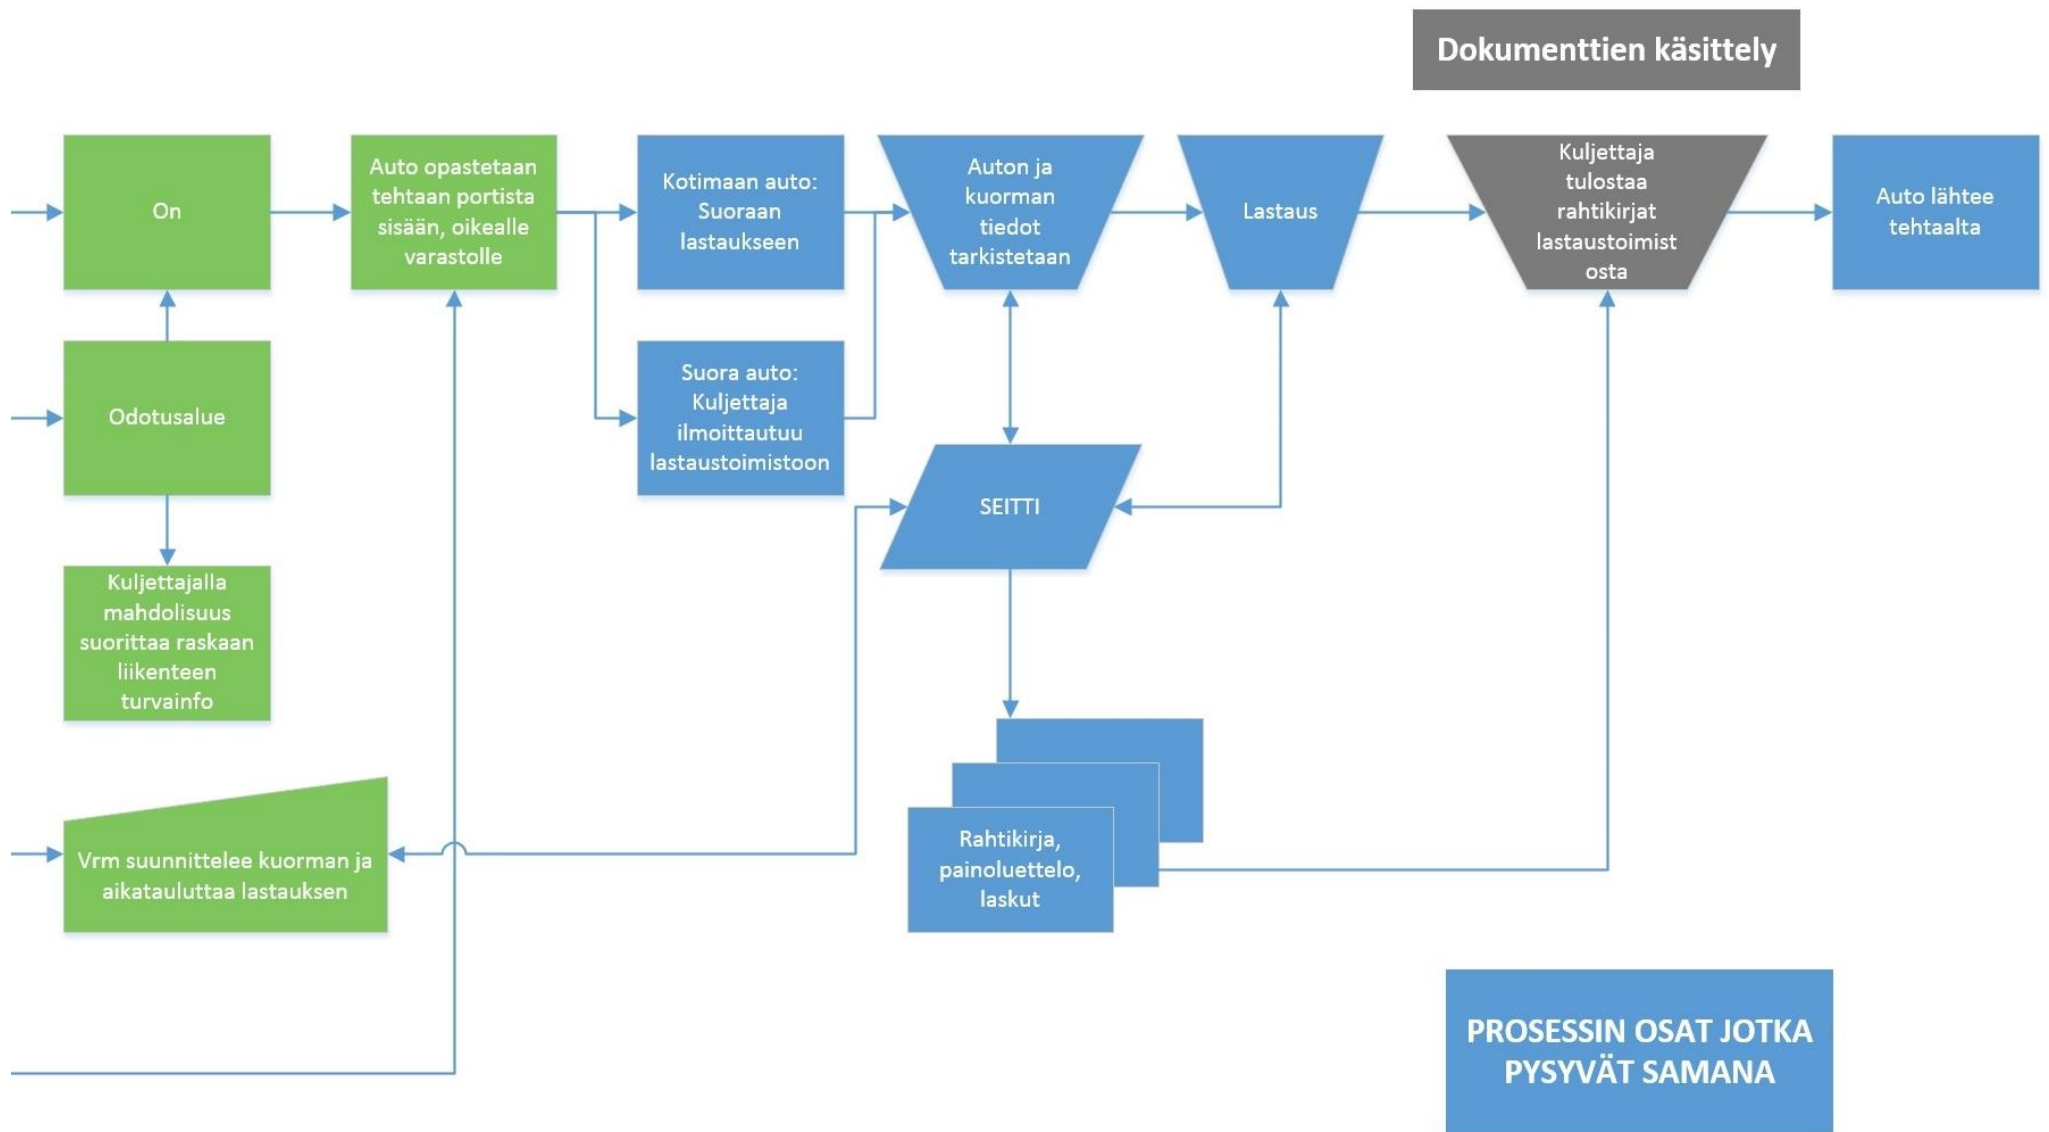 Dokumenttien käsittely
On
Auto opastetaan
tehtaan portista
sisään, oikealle
varastolle
Kotimaan auto:
Suoraan
lastaukseen
Auton ja
kuorman
tiedot
tarkistetaan
Lastaus
Kuljettaja
tulostaa
rahtikirjat
lastaustoimist
osta
Auto lähtee
tehtaalta
Odotusalue
Suora auto:
Kuljettaja
ilmoittautuu
lastaustoimistoon
SEITTI
Kuljettajalla
mahdolisuus
suorittaa raskaan
liikenteen
turvainfo
Vrm suunnittelee kuorman ja
aikatauluttaa lastauksen
Rahtikirja,
painoluettelo,
laskut
PROSESSIN OSAT JOTKA
PYSYVÄT SAMANA